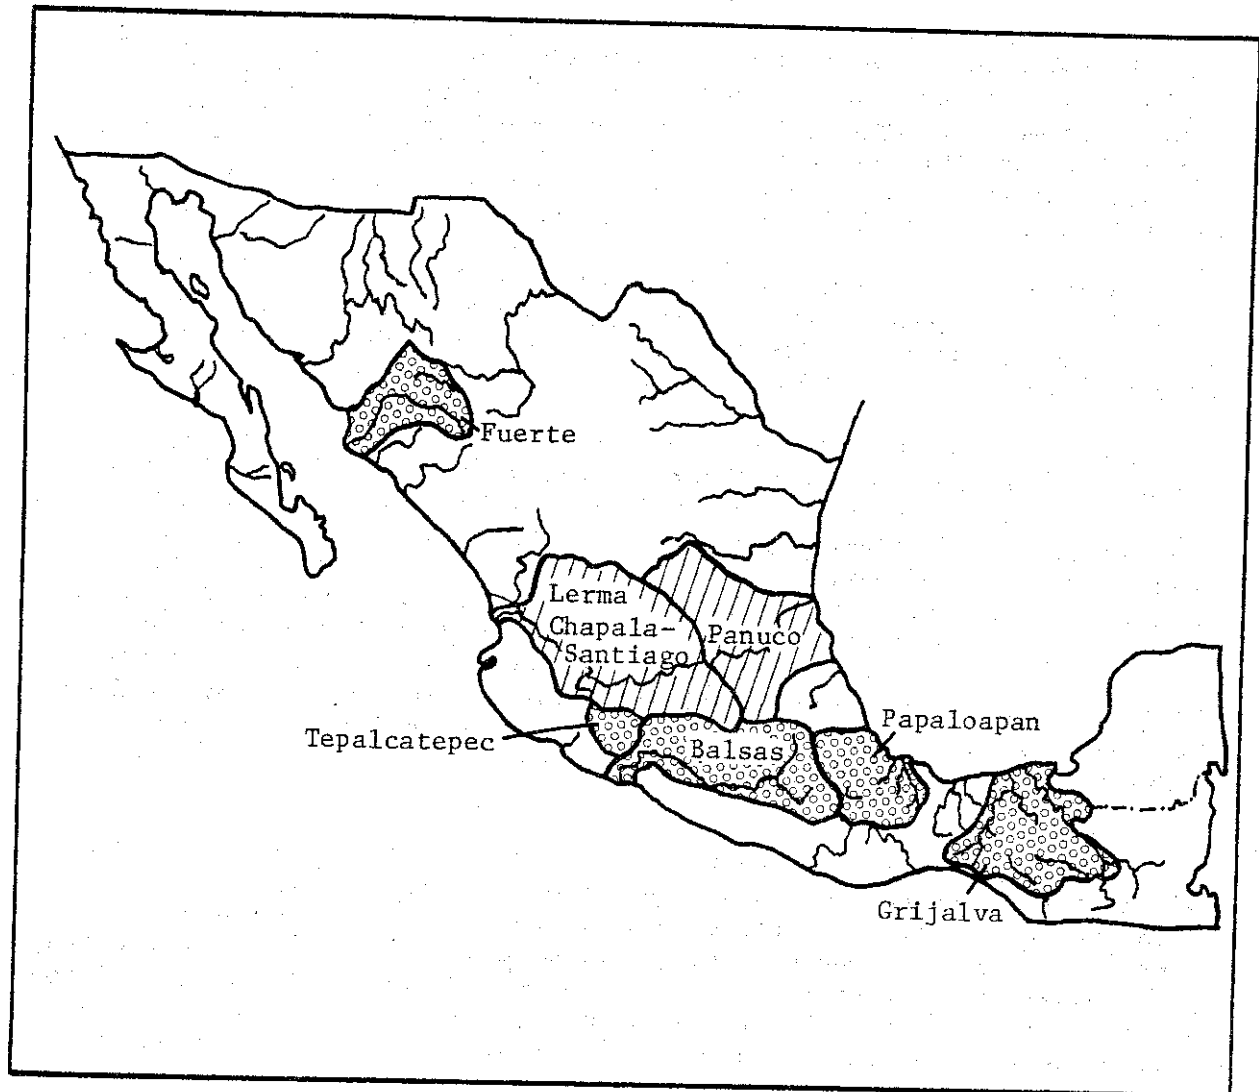 Fuerte
Lerma
Chapala-
Santiago
Panuco
Papaloapan
Tepalcatepec
Balsas
Grijalva